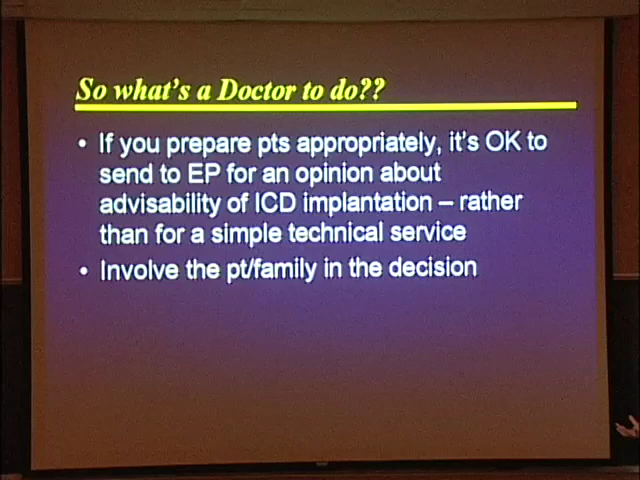 So what's a Doctor to do??
• If you prepare pts appropriately, it's OK to
send to EP for an opinion about
advisability of ICD implantation – rather
than for a simple technical service
• Involve the pt/family in the decision